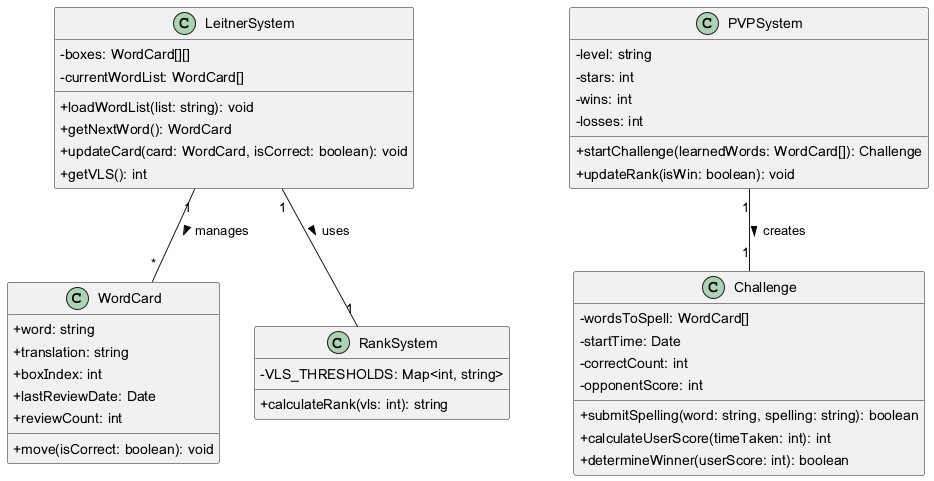 C LeitnerSystem
-boxes: WordCard[][]
-currentWordList: WordCard[]
+loadWordList(list: string): void
+getNextWord(): WordCard
+updateCard(card: WordCard, isCorrect: boolean): void
+getVLS(): int
C PVPSystem
-level: string
-stars: int
-wins: int
-losses: int
+startChallenge(learnedWords: WordCard[]): Challenge
+updateRank(isWin: boolean): void
1
manages
*
1
uses
1
1
creates
1
C WordCard
+word: string
+translation: string
+boxIndex: int
+lastReviewDate: Date
+reviewCount: int
+move(isCorrect: boolean): void
C RankSystem
-VLS_THRESHOLDS: Map<int, string>
+calculateRank(vls: int): string
C Challenge
-wordsToSpell: WordCard[]
-startTime: Date
-correctCount: int
-opponentScore: int
+submitSpelling(word: string, spelling: string): boolean
+calculateUserScore(timeTaken: int): int
+determineWinner(userScore: int): boolean